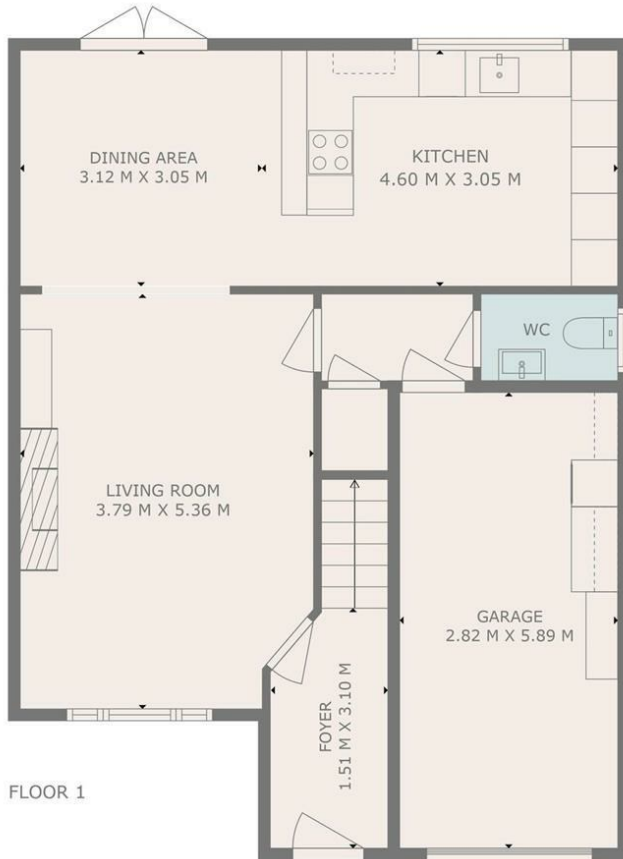 DINING AREA
3.12 M X 3.05 M
KITCHEN
4.60 M X 3.05 M
WC
LIVING ROOM
3.79 M X 5.36 M
GARAGE
2.82 M X 5.89 M
FOYER
1.51 M X 3.10 M
FLOOR 1